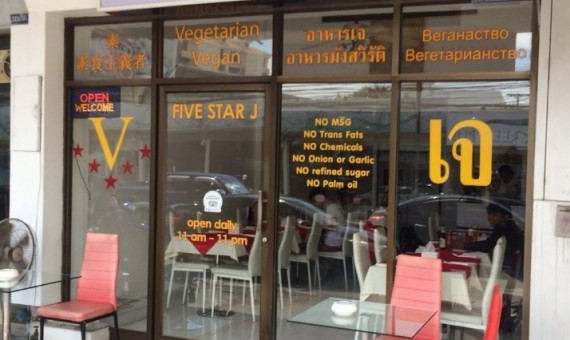 素
素食主義者
Vegetarian
Vegan
อาหารเจ
อาหารมังสวิรัติ
Веганаство
Вегетарианство
OPEN
WELCOME
V
FIVE STAR J
open daily
11 am - 11 pm
NO MSG
NO Trans Fats
NO Chemicals
NO Onion or Garlic
NO refined sugar
NO Palm oil
เจ